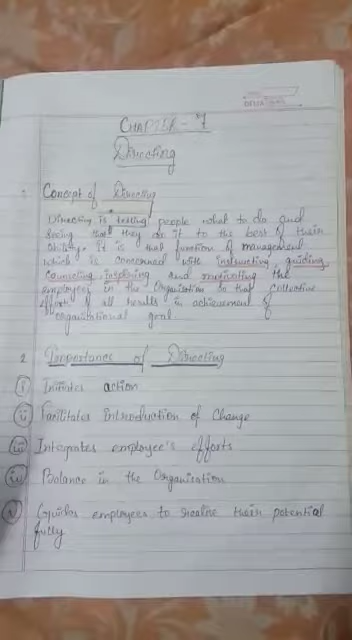 CHAPTER - 7
Directing
1. Concept of Directing
Directing is telling people what to do and
seeing that they do it to the best of their
ability. It is that function of management
which is concerned with instructing, guiding,
counseling, inspiring and motivating the
employees in the Organisation so that collective
efforts of all results in achievement of
organisational goal.
2. Importance of Directing
(i) Initiates action
(ii) Facilitates Introduction of Change
(iii) Integrates employee's efforts
(iv) Balance in the Organisation
(v) Guides employees to realise their potential
fully